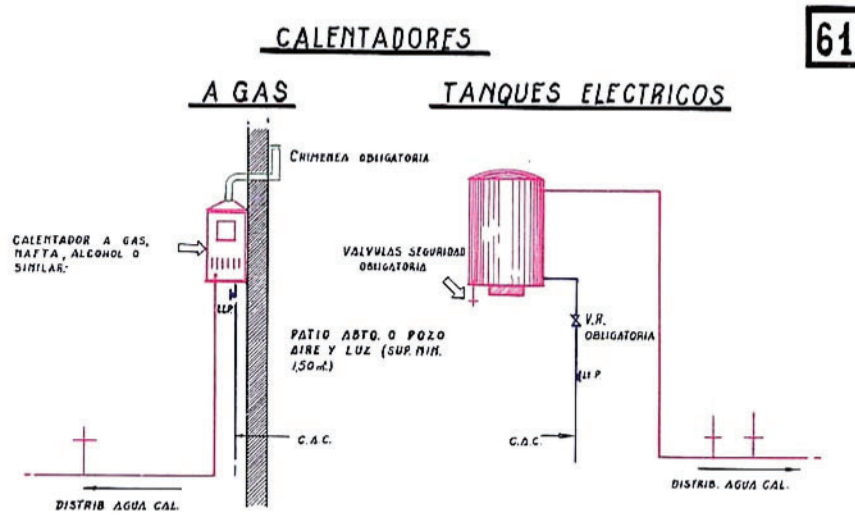 61
CALENTADORES
A GAS
TANQUES ELECTRICOS
CHIMENEA OBLIGATORIA
CALENTADOR A GAS,
NAFTA, ALCOHOL O
SIMILAR.-
LL.P.
PATIO ABTO. O POZO
AIRE Y LUZ (SUP. MIN.
1,50 m²)
C.A.C.
DISTRIB AGUA CAL.
VALVULAS SEGURIDAD
OBLIGATORIA
V.R.
OBLIGATORIA
LL.P.
C.A.C.
DISTRIB. AGUA CAL.